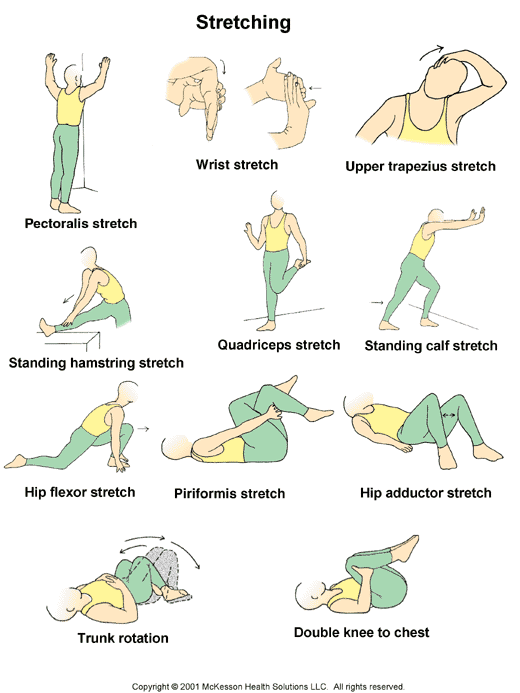 Stretching
Pectoralis stretch
Wrist stretch
Upper trapezius stretch
Standing hamstring stretch
Quadriceps stretch
Standing calf stretch
Hip flexor stretch
Piriformis stretch
Hip adductor stretch
Trunk rotation
Double knee to chest
Copyright © 2001 McKesson Health Solutions LLC. All rights reserved.